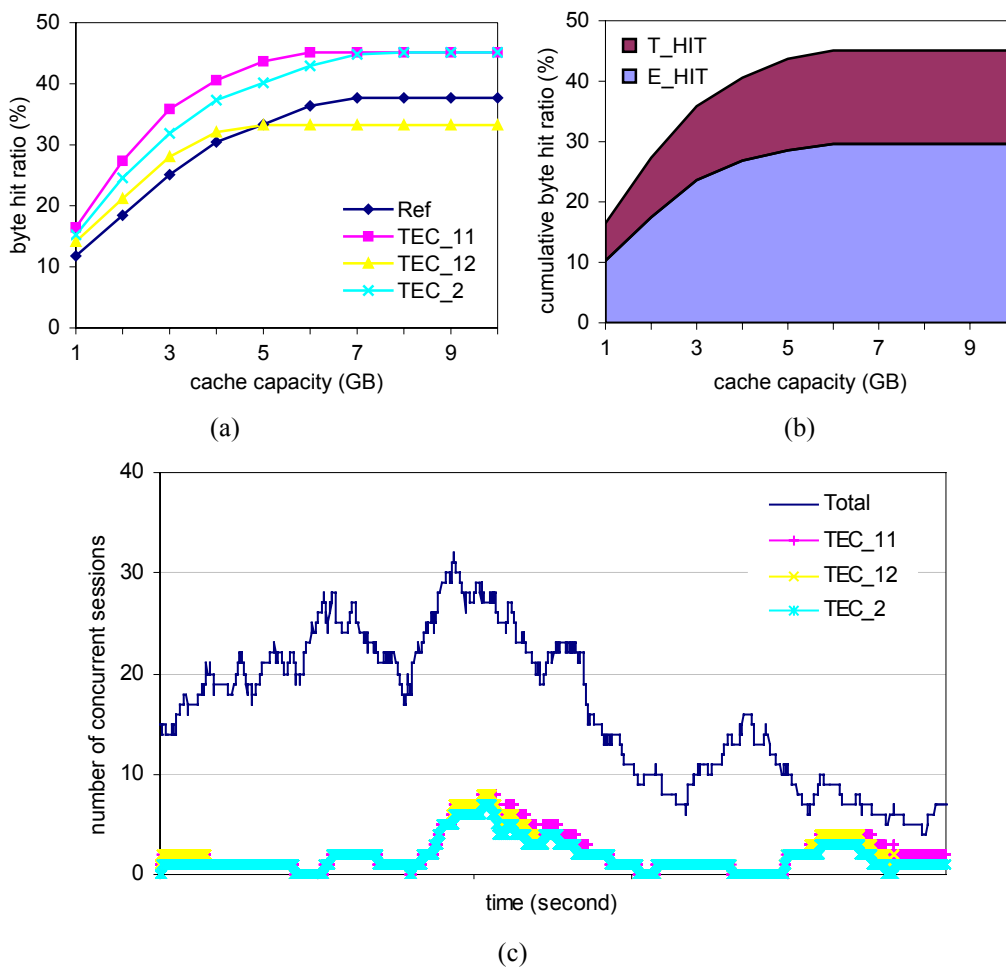 50
40
30
20
10
0
byte hit ratio (%)
Ref
TEC_11
TEC_12
TEC_2
1 3 5 7 9
cache capacity (GB)
(a)
50
40
30
20
10
0
cumulative byte hit ratio (%)
T_HIT
E_HIT
1 3 5 7 9
cache capacity (GB)
(b)
40
30
20
10
0
number of concurrent sessions
Total
TEC_11
TEC_12
TEC_2
time (second)
(c)